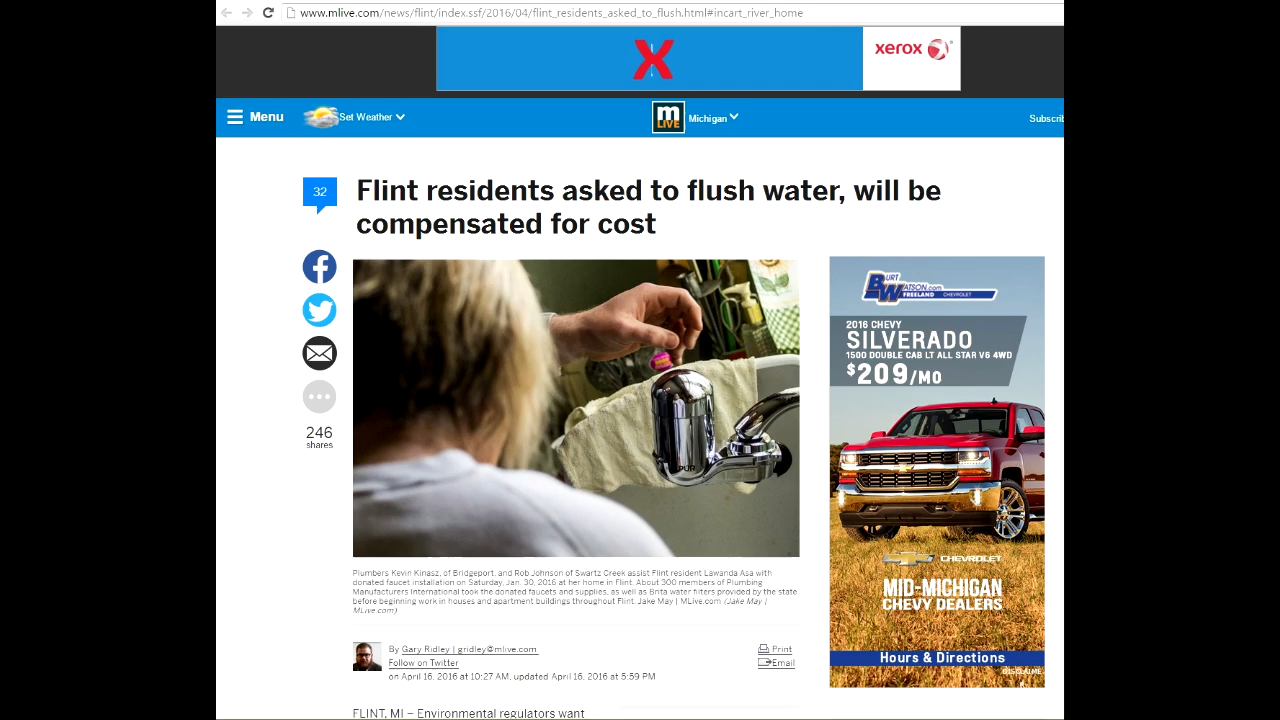 www.mlive.com/news/flint/index.ssf/2016/04/flint_residents_asked_to_flush.html#incart_river_home
X
xerox
Menu
Set Weather
m
LIVE
Michigan
Subscrib
32
Flint residents asked to flush water, will be
compensated for cost
246
shares
PUR
BURT
WATSON.com
FREELAND CHEVROLET
2016 CHEVY
SILVERADO
1500 DOUBLE CAB LT ALL STAR V6 4WD
$209/MO
CHEVROLET
MID-MICHIGAN
CHEVY DEALERS
Hours & Directions
Plumbers Kevin Kinasz, of Bridgeport, and Rob Johnson of Swartz Creek assist Flint resident Lawanda Asa with
donated faucet installation on Saturday, Jan. 30, 2016 at her home in Flint. About 300 members of Plumbing
Manufacturers International took the donated faucets and supplies, as well as Brita water filters provided by the state
before beginning work in houses and apartment buildings throughout Flint. Jake May | MLive.com (Jake May |
MLive.com)
By Gary Ridley | gridley@mlive.com
Follow on Twitter
on April 16, 2016 at 10:27 AM, updated April 16, 2016 at 5:59 PM
Print
Email
FLINT, MI – Environmental regulators want